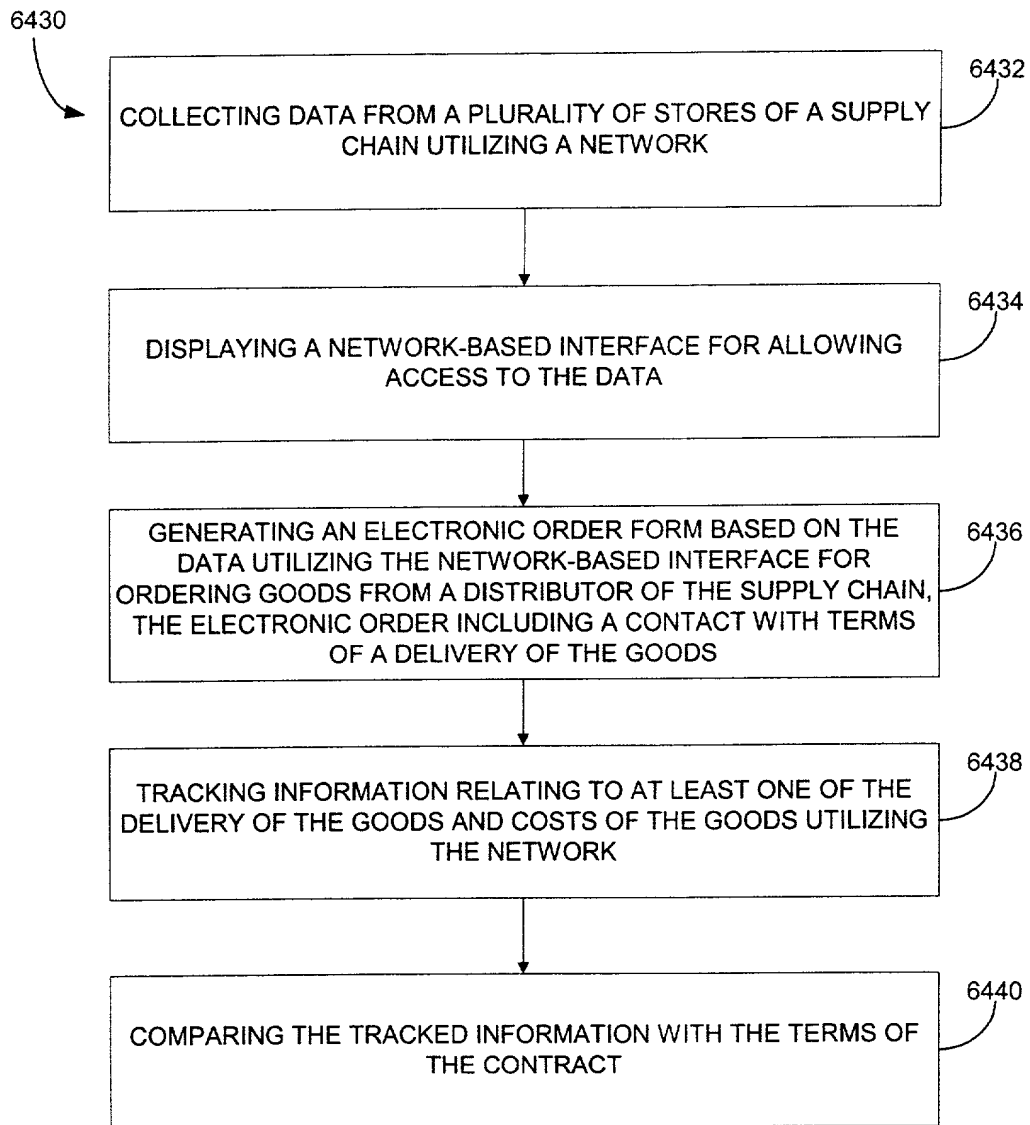 6430
6432
COLLECTING DATA FROM A PLURALITY OF STORES OF A SUPPLY
CHAIN UTILIZING A NETWORK
6434
DISPLAYING A NETWORK-BASED INTERFACE FOR ALLOWING
ACCESS TO THE DATA
6436
GENERATING AN ELECTRONIC ORDER FORM BASED ON THE
DATA UTILIZING THE NETWORK-BASED INTERFACE FOR
ORDERING GOODS FROM A DISTRIBUTOR OF THE SUPPLY CHAIN,
THE ELECTRONIC ORDER INCLUDING A CONTACT WITH TERMS
OF A DELIVERY OF THE GOODS
6438
TRACKING INFORMATION RELATING TO AT LEAST ONE OF THE
DELIVERY OF THE GOODS AND COSTS OF THE GOODS UTILIZING
THE NETWORK
6440
COMPARING THE TRACKED INFORMATION WITH THE TERMS OF
THE CONTRACT